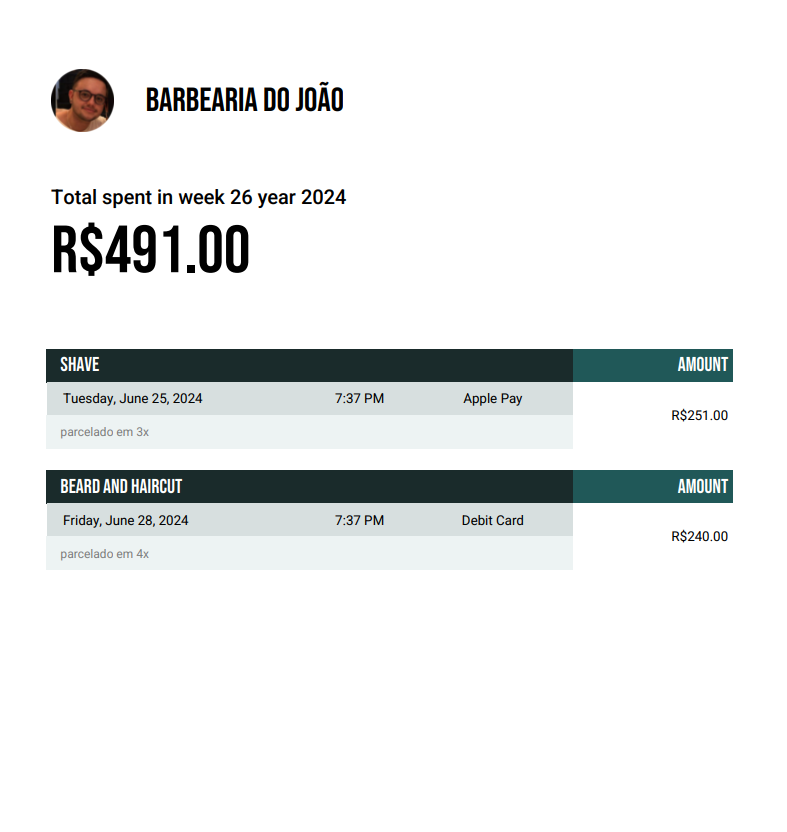 BARBEARIA DO JOÃO
Total spent in week 26 year 2024
R$491.00
SHAVE AMOUNT
Tuesday, June 25, 2024 7:37 PM Apple Pay
R$251.00
parcelado em 3x
BEARD AND HAIRCUT AMOUNT
Friday, June 28, 2024 7:37 PM Debit Card
R$240.00
parcelado em 4x